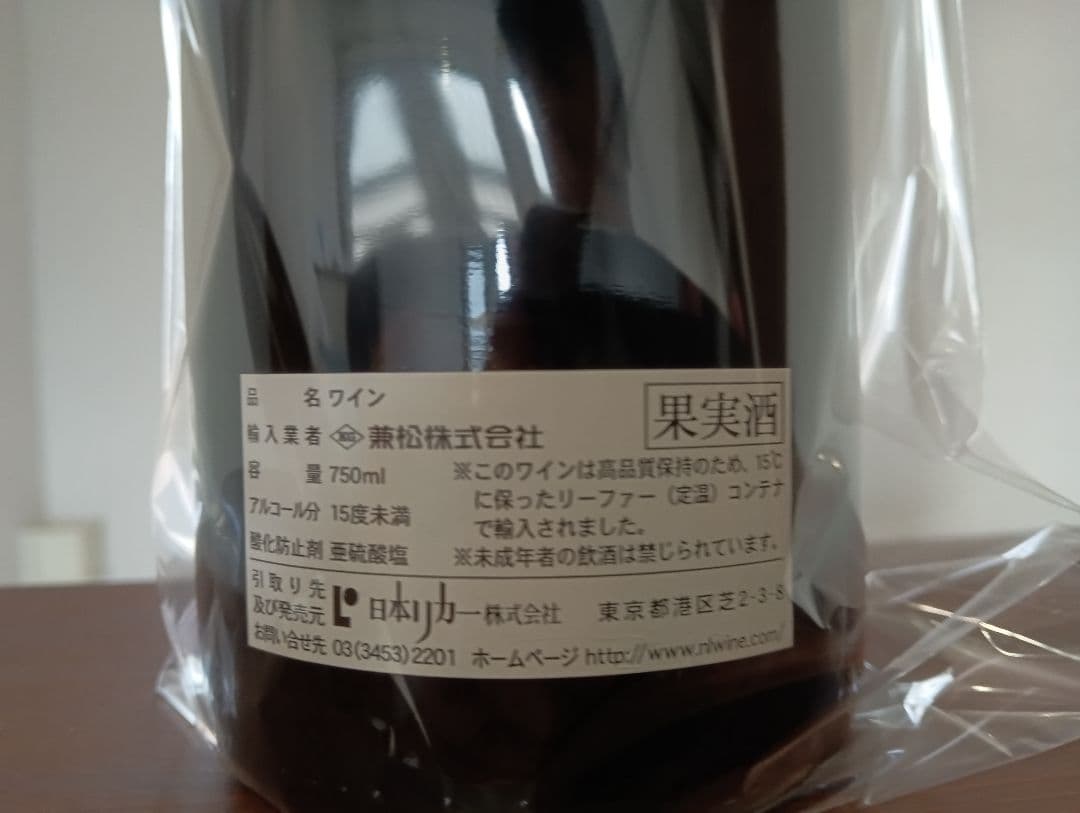 品名 ワイン
果実酒
輸入業者 KG 兼松株式会社
容量 750ml
アルコール分 15度未満
酸化防止剤 亜硫酸塩
※このワインは高品質保持のため、15℃
に保ったリーファー（定温）コンテナ
で輸入されました。
※未成年者の飲酒は禁じられています。
引取り先
及び発売元
日本リカー株式会社 東京都港区芝2-3-8
お問い合せ先 03(3453)2201 ホームページ http://www.nlwine.com/